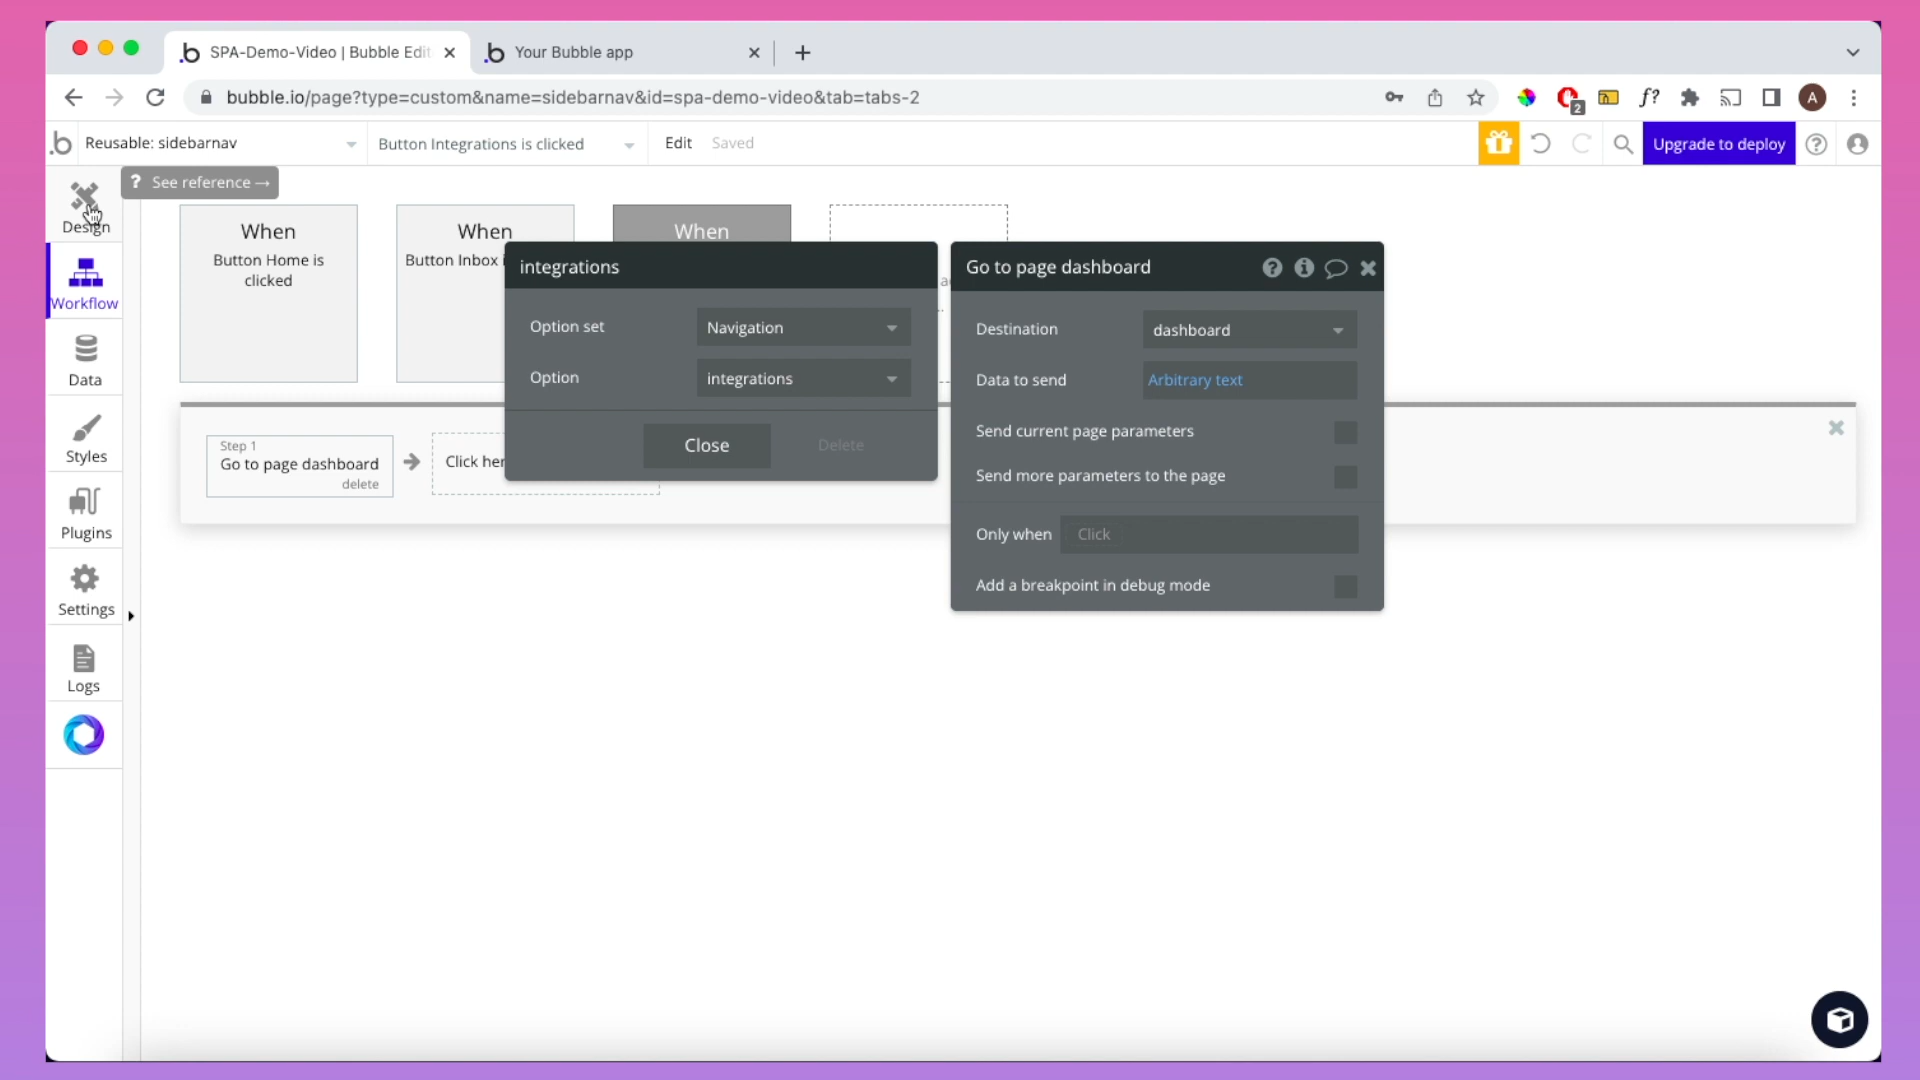 SPA-Demo-Video | Bubble Edit
Your Bubble app
bubble.io/page?type=custom&name=sidebarnav&id=spa-demo-video&tab=tabs-2
f?
2
A
.b
Reusable: sidebarnav
Button Integrations is clicked
Edit
Saved
Upgrade to deploy
?
? See reference →
Design
Workflow
Data
Styles
Plugins
Settings
Logs
When
Button Home is
clicked
When
Button Inbox i
When
integrations
Option set
Navigation
Option
integrations
Close
Delete
Go to page dashboard
Destination
dashboard
Data to send
Arbitrary text
Send current page parameters
Send more parameters to the page
Only when
Click
Add a breakpoint in debug mode
Step 1
Go to page dashboard
delete
Click her